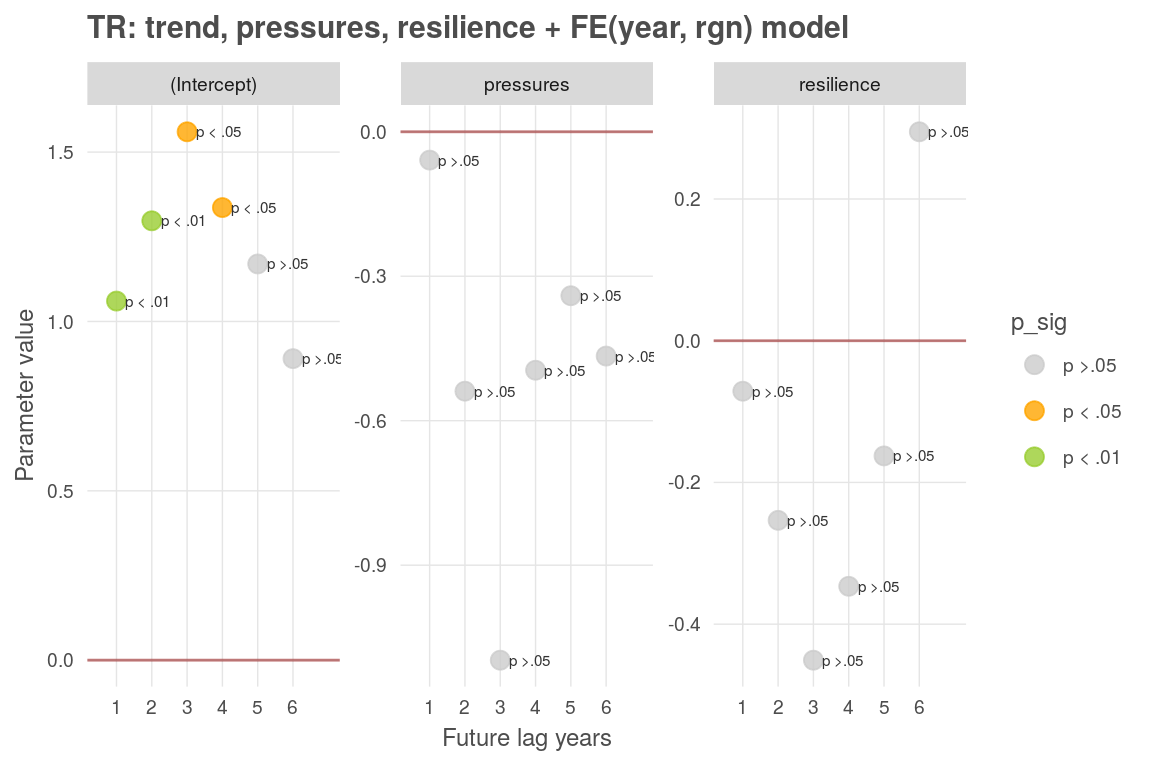 TR: trend, pressures, resilience + FE(year, rgn) model
(Intercept)
pressures
resilience
Parameter value
1.5
1.0
0.5
0.0
p < .01
p < .01
p < .05
p < .05
p >.05
p >.05
1 2 3 4 5 6
0.0
-0.3
-0.6
-0.9
p >.05
p >.05
p >.05
p >.05
p >.05
p >.05
1 2 3 4 5 6
0.2
0.0
-0.2
-0.4
p >.05
p >.05
p >.05
p >.05
p >.05
p >.05
1 2 3 4 5 6
Future lag years
p_sig
p >.05
p < .05
p < .01